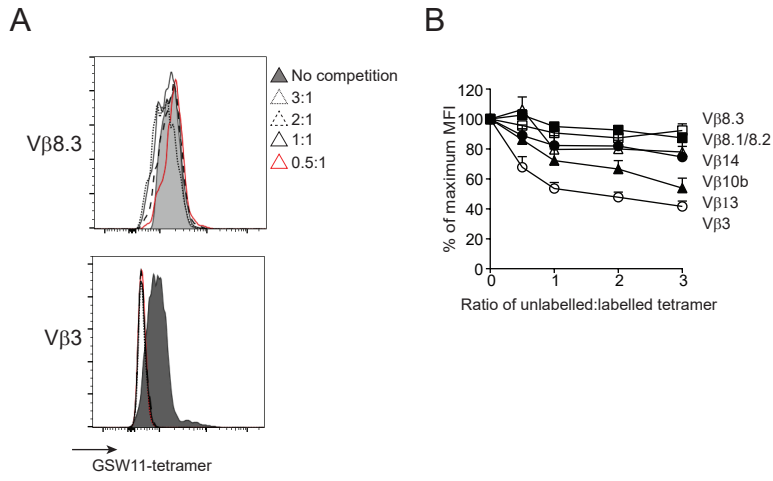 A
Vβ8.3
No competition
3:1
2:1
1:1
0.5:1
Vβ3
GSW11-tetramer
B
% of maximum MFI
120
100
80
60
40
20
0
0 1 2 3
Ratio of unlabelled:labelled tetramer
Vβ8.3
Vβ8.1/8.2
Vβ14
Vβ10b
Vβ13
Vβ3